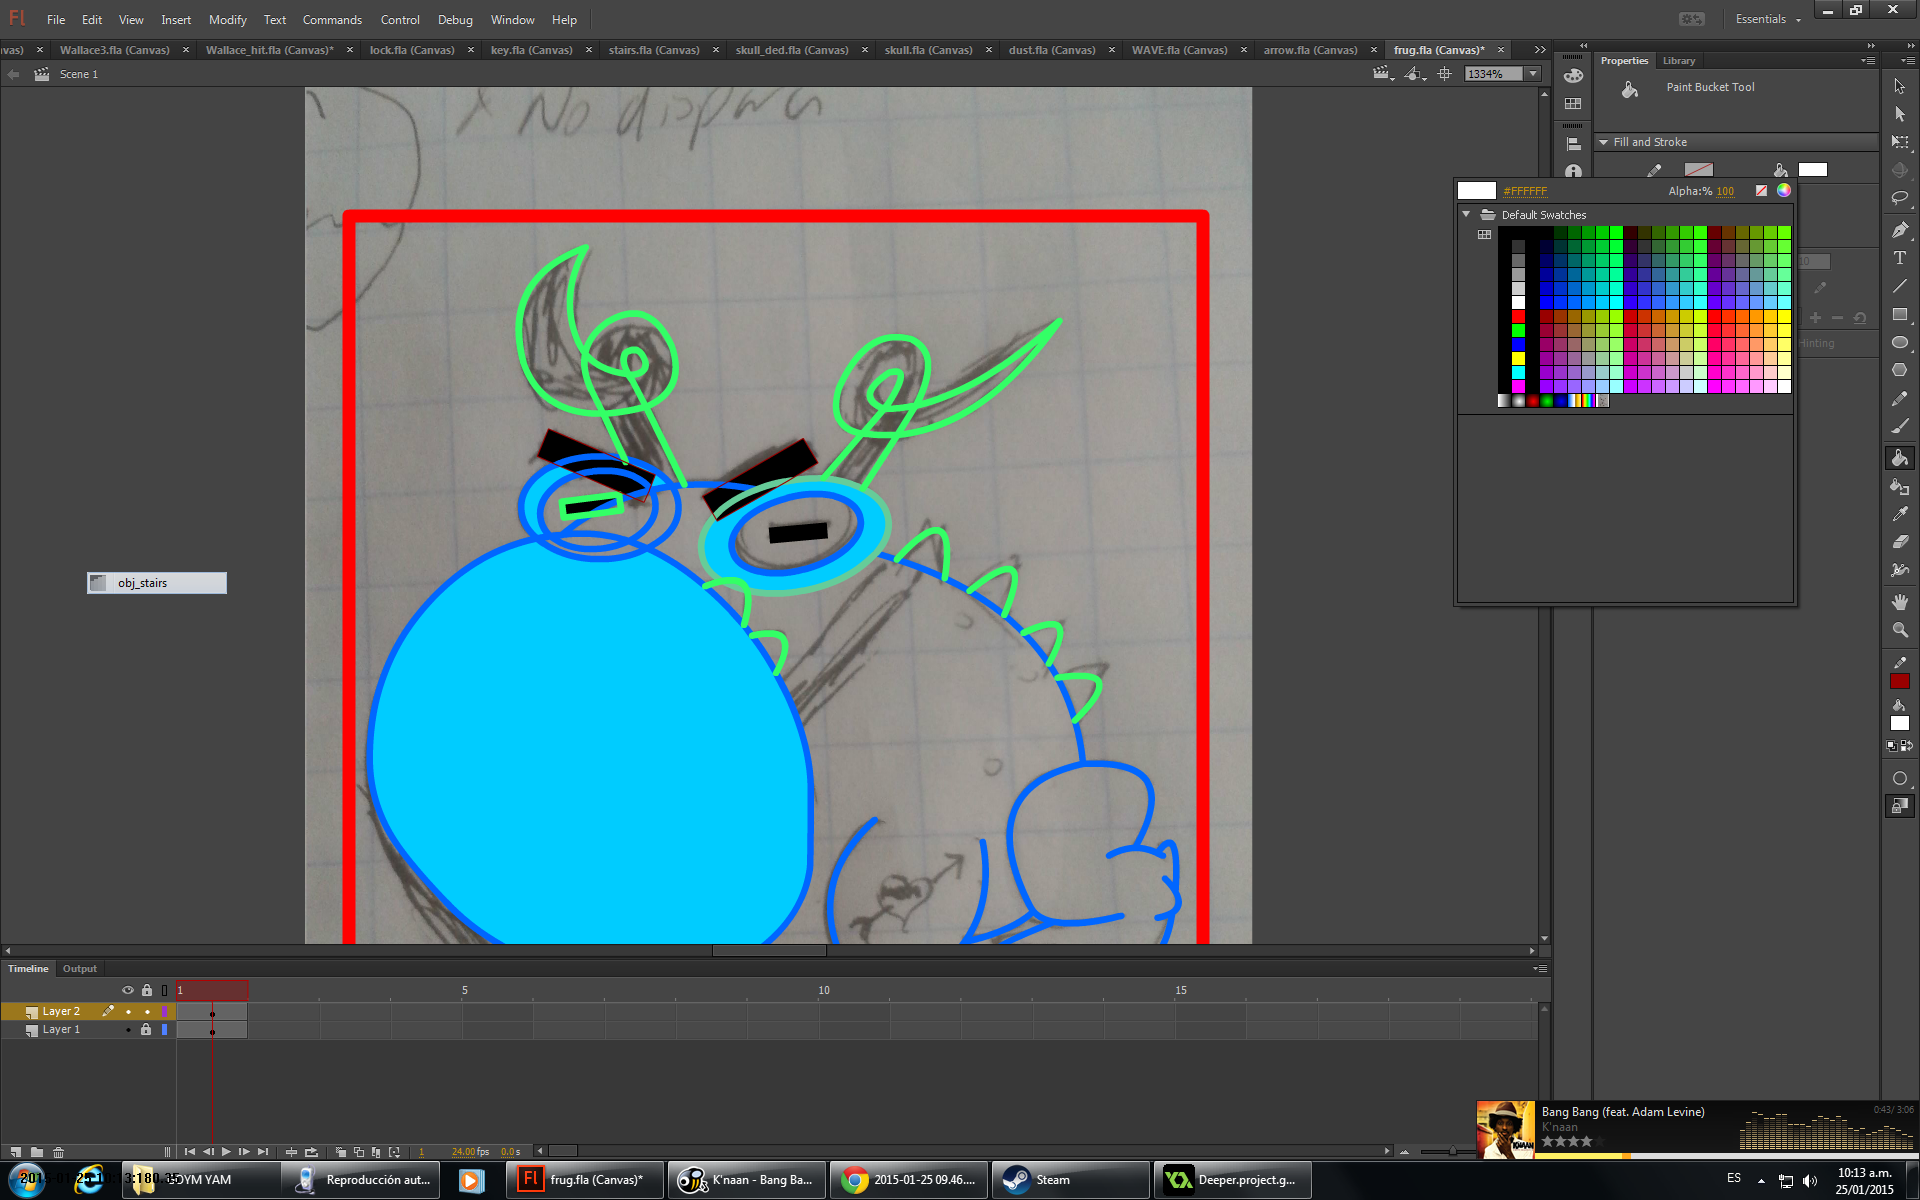 Fl File Edit View Insert Modify Text Commands Control Debug Window Help Essentials
vas) Wallace3.fla (Canvas) Wallace_hit.fla (Canvas)* lock.fla (Canvas) key.fla (Canvas) stairs.fla (Canvas) skull_ded.fla (Canvas) skull.fla (Canvas) dust.fla (Canvas) WAVE.fla (Canvas) arrow.fla (Canvas) frug.fla (Canvas)*
Scene 1 1334%
Properties Library
Paint Bucket Tool
Fill and Stroke
#FFFFFF Alpha:% 100
Default Swatches
10
Hinting
x No dispara
obj_stairs
Timeline Output
1 5 10 15
Layer 2
Layer 1
1 24.00 fps 0.0 s
Bang Bang (feat. Adam Levine) 0:43/ 3:06
K'naan
YAM Reproducción aut... frug.fla (Canvas)* K'naan - Bang Ba... 2015-01-25 09.46.... Steam Deeper.project.g... ES 10:13 a.m.
25/01/2015